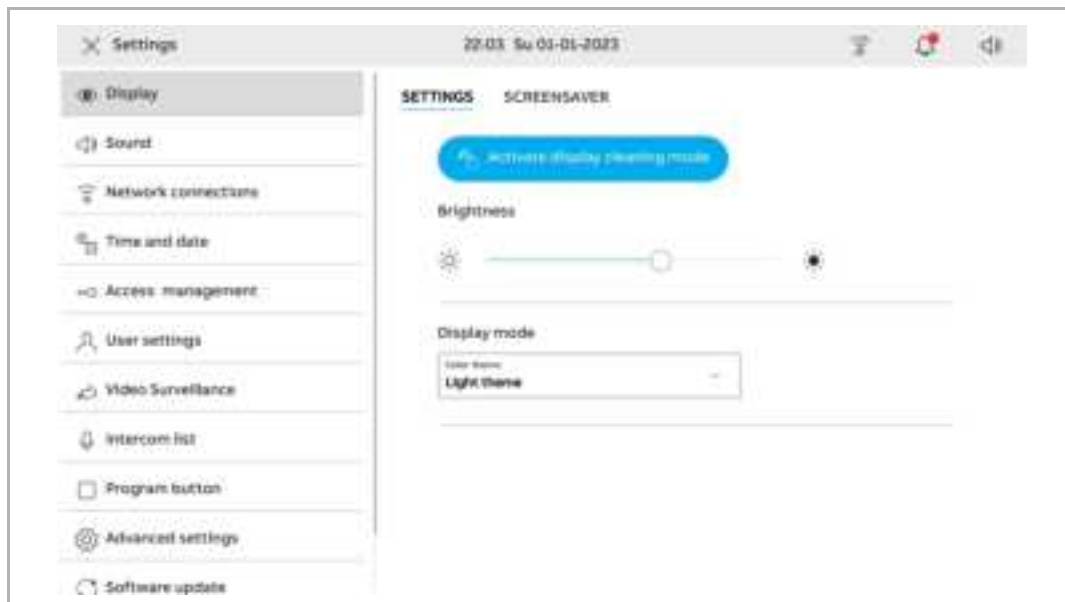 Settings
22:03 Su 01-01-2023
Display
Sound
Network connections
Time and date
Access management
User settings
Video Surveillance
Intercom list
Program button
Advanced settings
Software update
SETTINGS SCREENSAVER
Activate display cleaning mode
Brightness
Display mode
Light theme